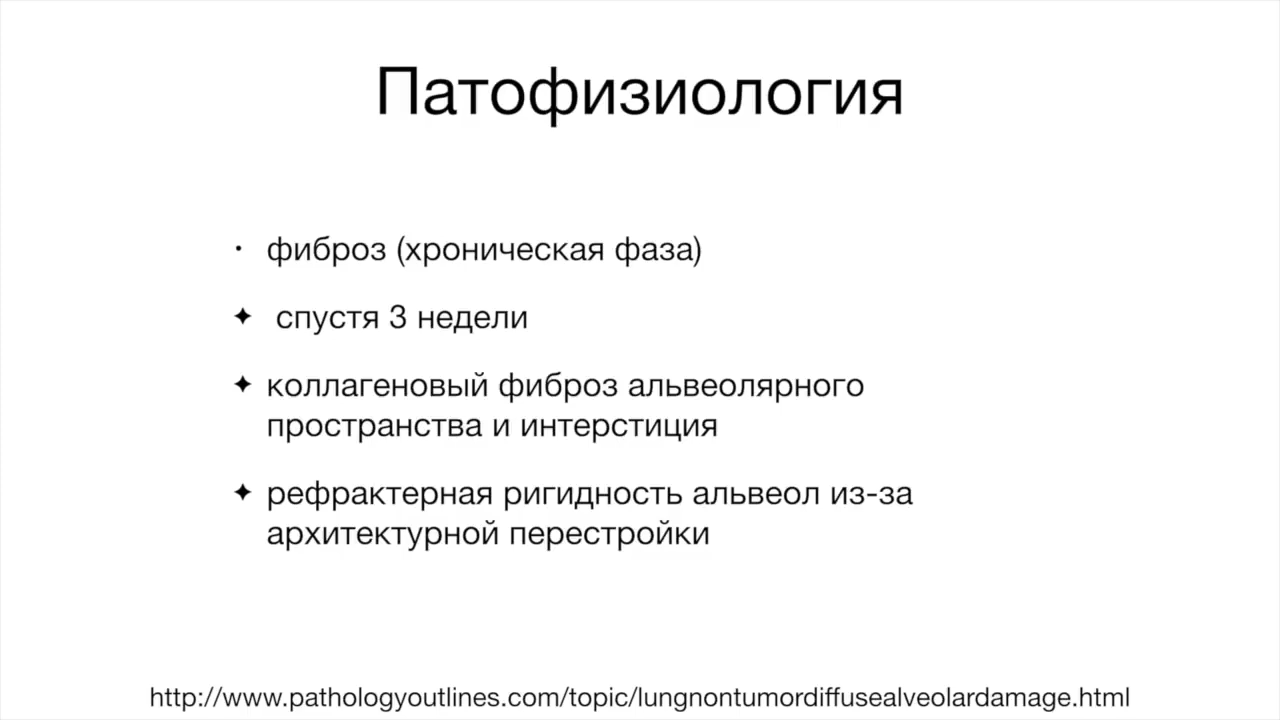 Патофизиология
· фиброз (хроническая фаза)
✦ спустя 3 недели
✦ коллагеновый фиброз альвеолярного
пространства и интерстиция
✦ рефрактерная ригидность альвеол из-за
архитектурной перестройки
http://www.pathologyoutlines.com/topic/lungnontumordiffusealveolardamage.html